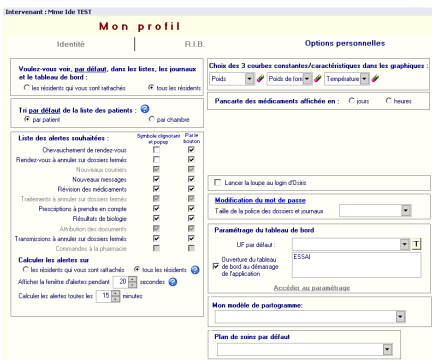 Intervenant : Mme Ide TEST
Mon profil
Identité
R.I.B.
Options personnelles
Voulez-vous voir, par défaut, dans les listes, les journaux
et le tableau de bord :
les résidents qui vous sont rattachés
tous les résidents
Tri par défaut de la liste des patients :
par patient
par chambre
Liste des alertes souhaitées :
Symbole clignotant
et popup
Par le
bouton
Chevauchement de rendez-vous
Rendez-vous à annuler sur dossiers fermés
Nouveaux courriers
Nouveaux messages
Révision des médicaments
Traitements à annuler sur dossiers fermés
Prescriptions à prendre en compte
Résultats de biologie
Attribution des documents
Transmissions à annuler sur dossiers fermés
Commandes à la pharmacie
Calculer les alertes sur
les résidents qui vous sont rattachés
tous les résidents
Afficher la fenêtre d'alertes pendant 20 secondes
Calculer les alertes toutes les 15 minutes
Choix des 3 courbes constantes/caractéristiques dans les graphiques :
Poids
Poids de form
Température
Pancarte des médicaments affichée en :
jours
heures
Lancer la loupe au login d'Osiris
Modification du mot de passe
Taille de la police des dossiers et journaux
Paramétrage du tableau de bord
UF par défaut :
T
Ouverture du tableau
de bord au démarrage
de l'application
ESSAI
Accéder au paramétrage
Mon modèle de partogramme:
Plan de soins par défaut